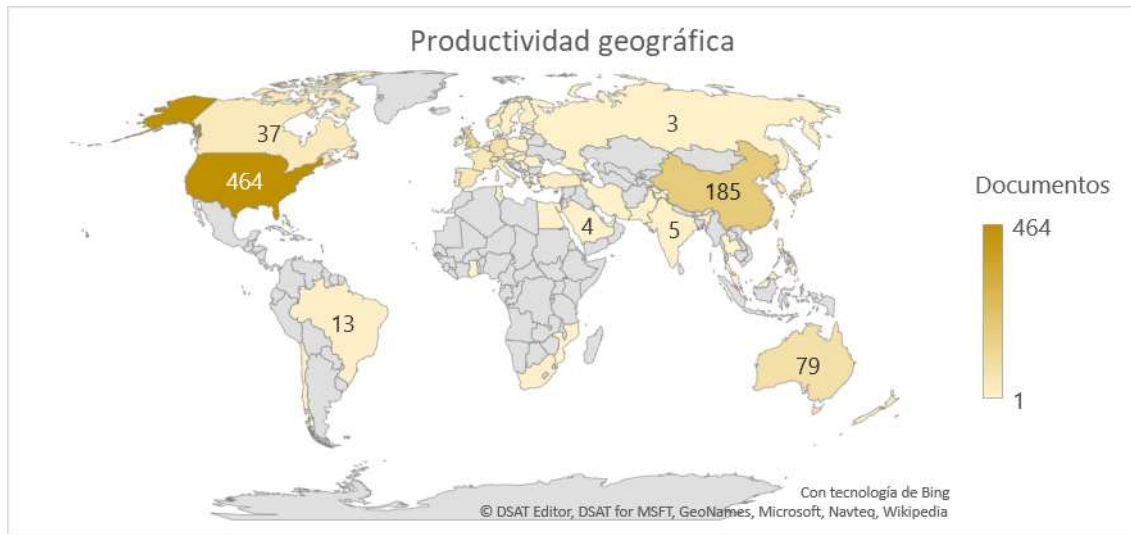 Productividad geográfica
37
3
464
185
4
5
13
79
Documentos
464
1
Con tecnología de Bing
© DSAT Editor, DSAT for MSFT, GeoNames, Microsoft, Navteq, Wikipedia